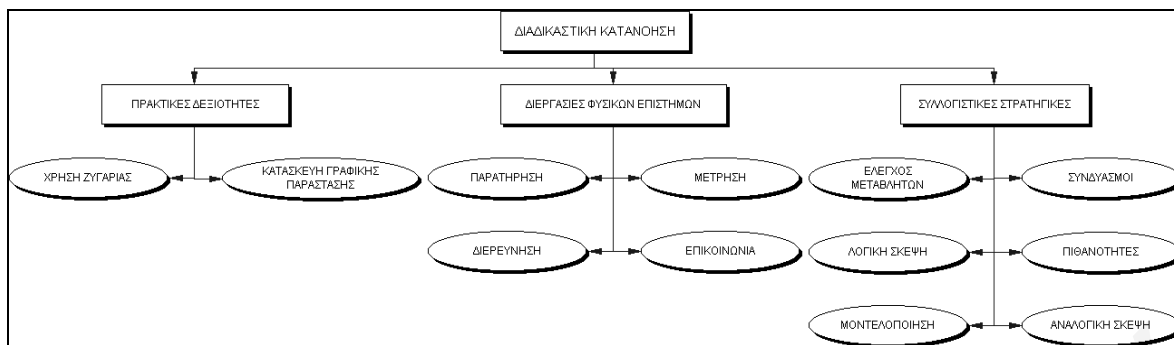 ΔΙΑΔΙΚΑΣΤΙΚΗ ΚΑΤΑΝΟΗΣΗ
ΠΡΑΚΤΙΚΕΣ ΔΕΞΙΟΤΗΤΕΣ
ΔΙΕΡΓΑΣΙΕΣ ΦΥΣΙΚΩΝ ΕΠΙΣΤΗΜΩΝ
ΣΥΛΛΟΓΙΣΤΙΚΕΣ ΣΤΡΑΤΗΓΙΚΕΣ
ΧΡΗΣΗ ΖΥΓΑΡΙΑΣ
ΚΑΤΑΣΚΕΥΗ ΓΡΑΦΙΚΗΣ
ΠΑΡΑΣΤΑΣΗΣ
ΠΑΡΑΤΗΡΗΣΗ
ΜΕΤΡΗΣΗ
ΕΛΕΓΧΟΣ
ΜΕΤΑΒΛΗΤΩΝ
ΣΥΝΔΥΑΣΜΟΙ
ΔΙΕΡΕΥΝΗΣΗ
ΕΠΙΚΟΙΝΩΝΙΑ
ΛΟΓΙΚΗ ΣΚΕΨΗ
ΠΙΘΑΝΟΤΗΤΕΣ
ΜΟΝΤΕΛΟΠΟΙΗΣΗ
ΑΝΑΛΟΓΙΚΗ ΣΚΕΨΗ